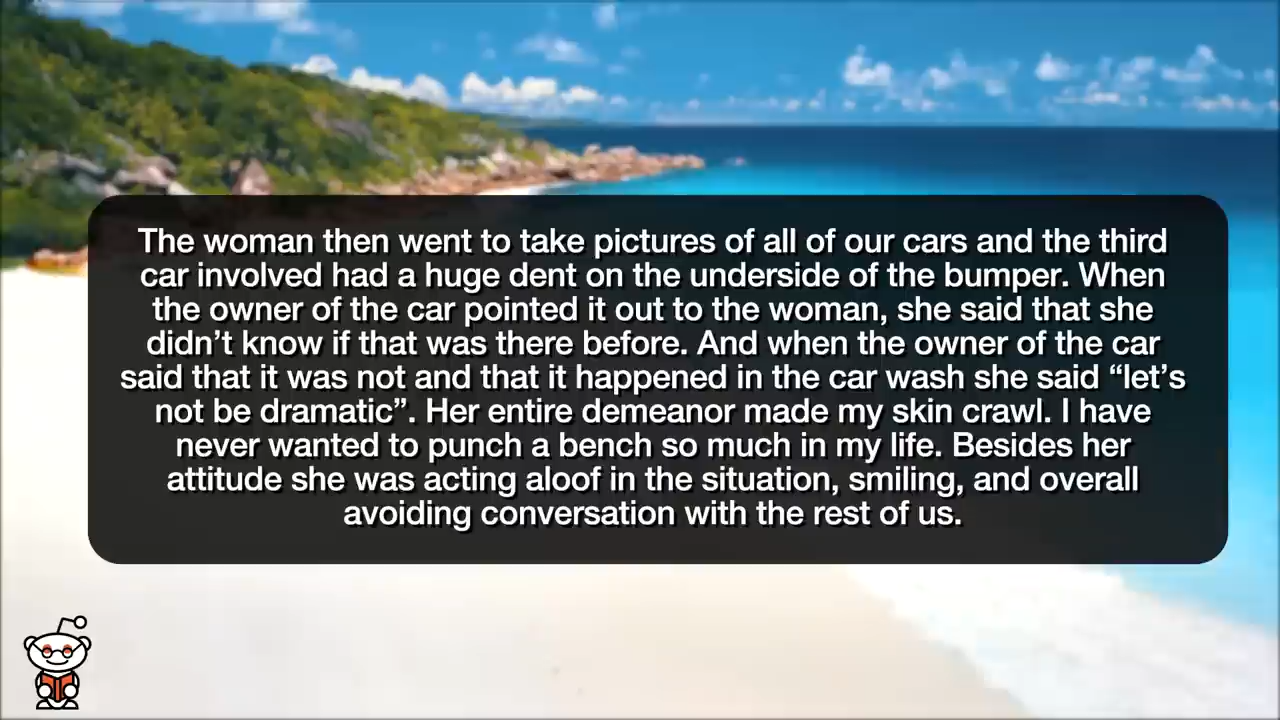 The woman then went to take pictures of all of our cars and the third
car involved had a huge dent on the underside of the bumper. When
the owner of the car pointed it out to the woman, she said that she
didn’t know if that was there before. And when the owner of the car
said that it was not and that it happened in the car wash she said “let’s
not be dramatic”. Her entire demeanor made my skin crawl. I have
never wanted to punch a bench so much in my life. Besides her
attitude she was acting aloof in the situation, smiling, and overall
avoiding conversation with the rest of us.